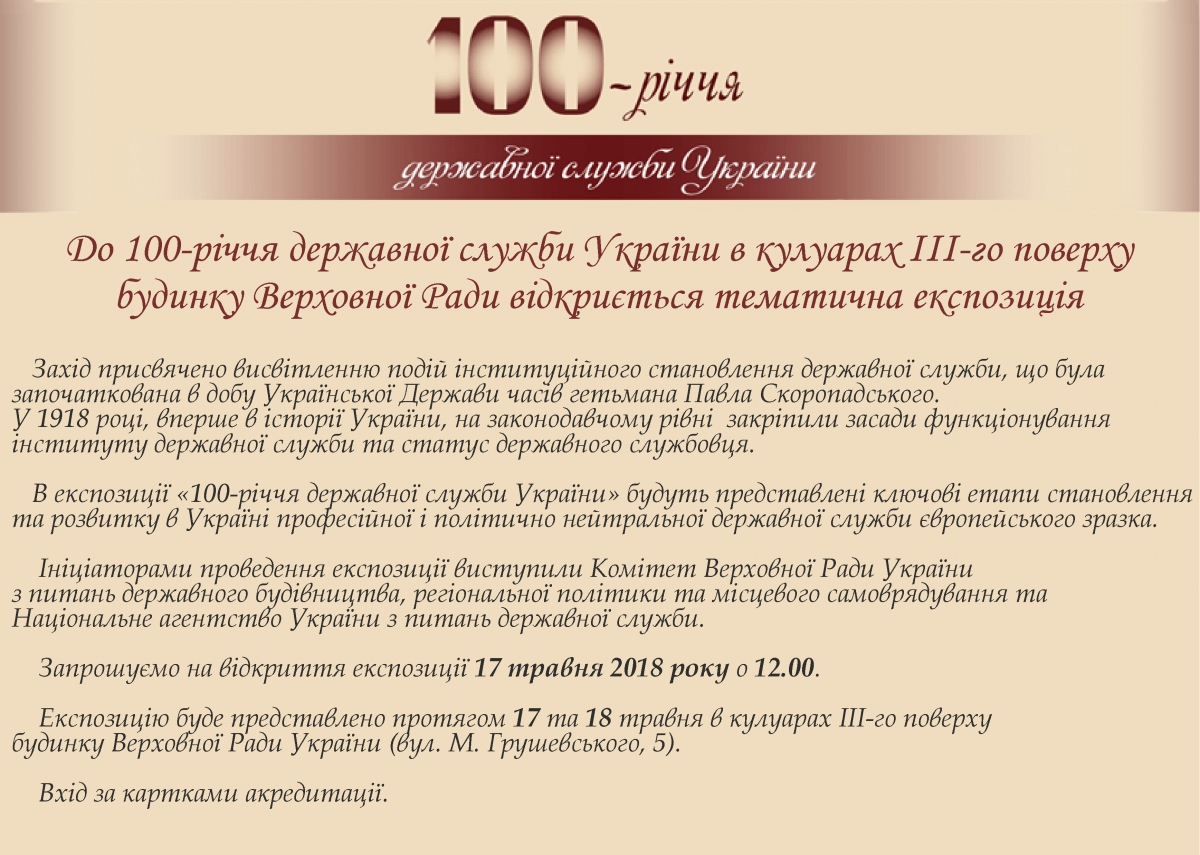 100~річчя
державної служби України
До 100-річчя державної служби України в кулуарах ІІІ-го поверху
будинку Верховної Ради відкриється тематична експозиція
Захід присвячено висвітленню подій інституційного становлення державної служби, що була
започаткована в добу Української Держави часів гетьмана Павла Скоропадського.
У 1918 році, вперше в історії України, на законодавчому рівні закріпили засади функціонування
інституту державної служби та статус державного службовця.
В експозиції «100-річчя державної служби України» будуть представлені ключові етапи становлення
та розвитку в Україні професійної і політично нейтральної державної служби європейського зразка.
Ініціаторами проведення експозиції виступили Комітет Верховної Ради України
з питань державного будівництва, регіональної політики та місцевого самоврядування та
Національне агентство України з питань державної служби.
Запрошуємо на відкриття експозиції 17 травня 2018 року о 12.00.
Експозицію буде представлено протягом 17 та 18 травня в кулуарах ІІІ-го поверху
будинку Верховної Ради України (вул. М. Грушевського, 5).
Вхід за картками акредитації.